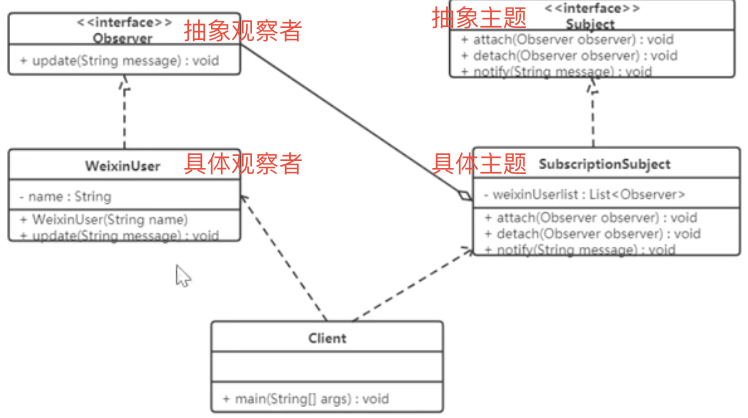 <<interface>>
Observer
抽象观察者
+ update(String message) : void
抽象主题
<<interface>>
Subject
+ attach(Observer observer) : void
+ detach(Observer observer) : void
+ notify(String message) : void
WeixinUser
具体观察者
- name : String
+ WeixinUser(String name)
+ update(String message) : void
具体主题
SubscriptionSubject
- weixinUserlist : List<Observer>
+ attach(Observer observer) : void
+ detach(Observer observer) : void
+ notify(String message) : void
Client
+ main(String[] args) : void